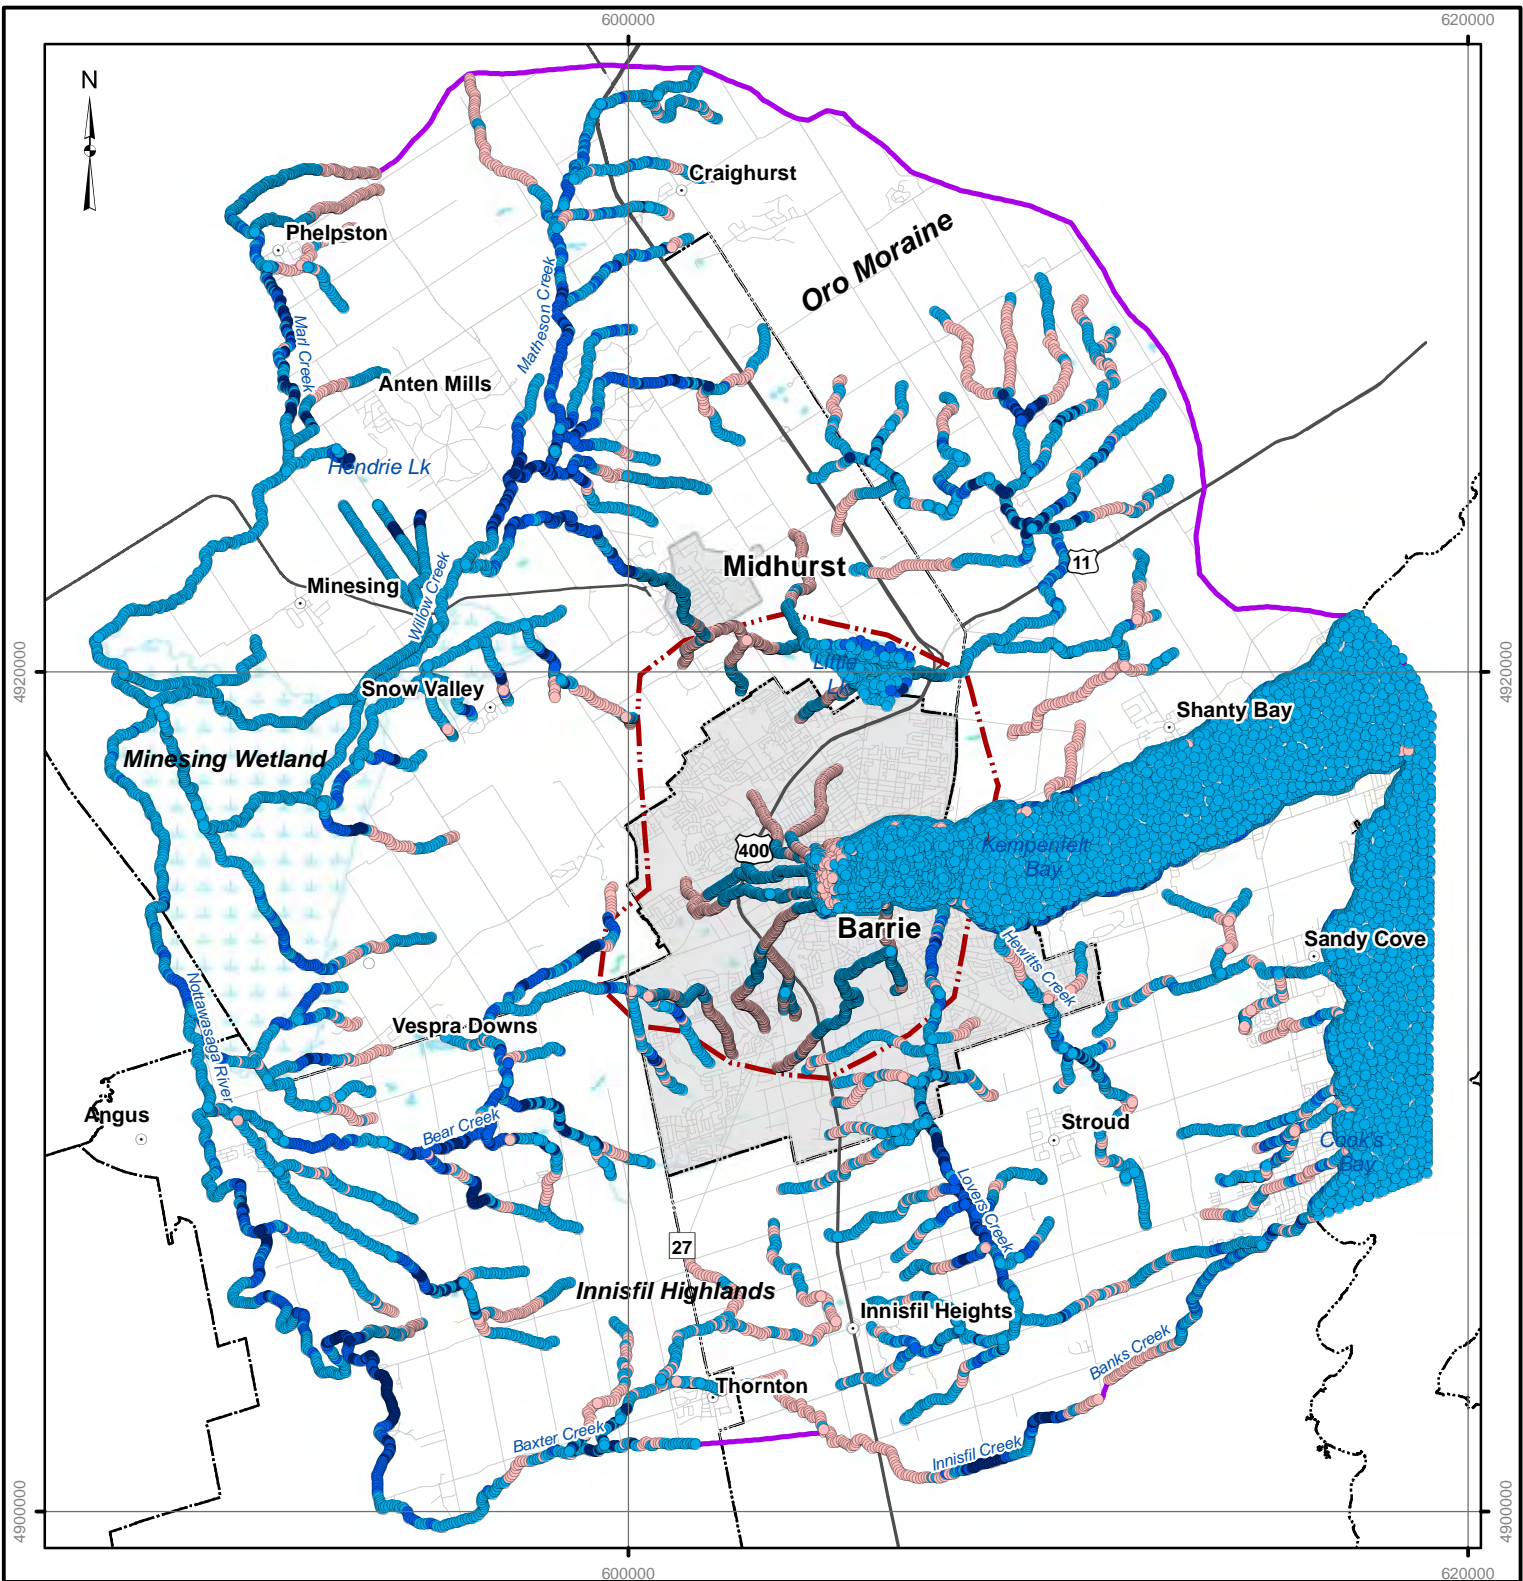 600000
620000
N
Craighurst
Phelpston
Oro Moraine
Matheson Creek
Marl Creek
Anten Mills
Hendrie Lk
Midhurst
11
Minesing
Willow Creek
Little
4920000
4920000
Snow Valley
Shanty Bay
Minesing Wetland
400
Kempenfelt
Bay
Barrie
Hewitts Creek
Sandy Cove
Nottawasaga River
Vespra Downs
Angus
Bear Creek
Stroud
Cook's
Bay
Lovers Creek
27
Innisfil Highlands
Innisfil Heights
Banks Creek
Thornton
Baxter Creek
Innisfil Creek
4900000
4900000
600000
620000